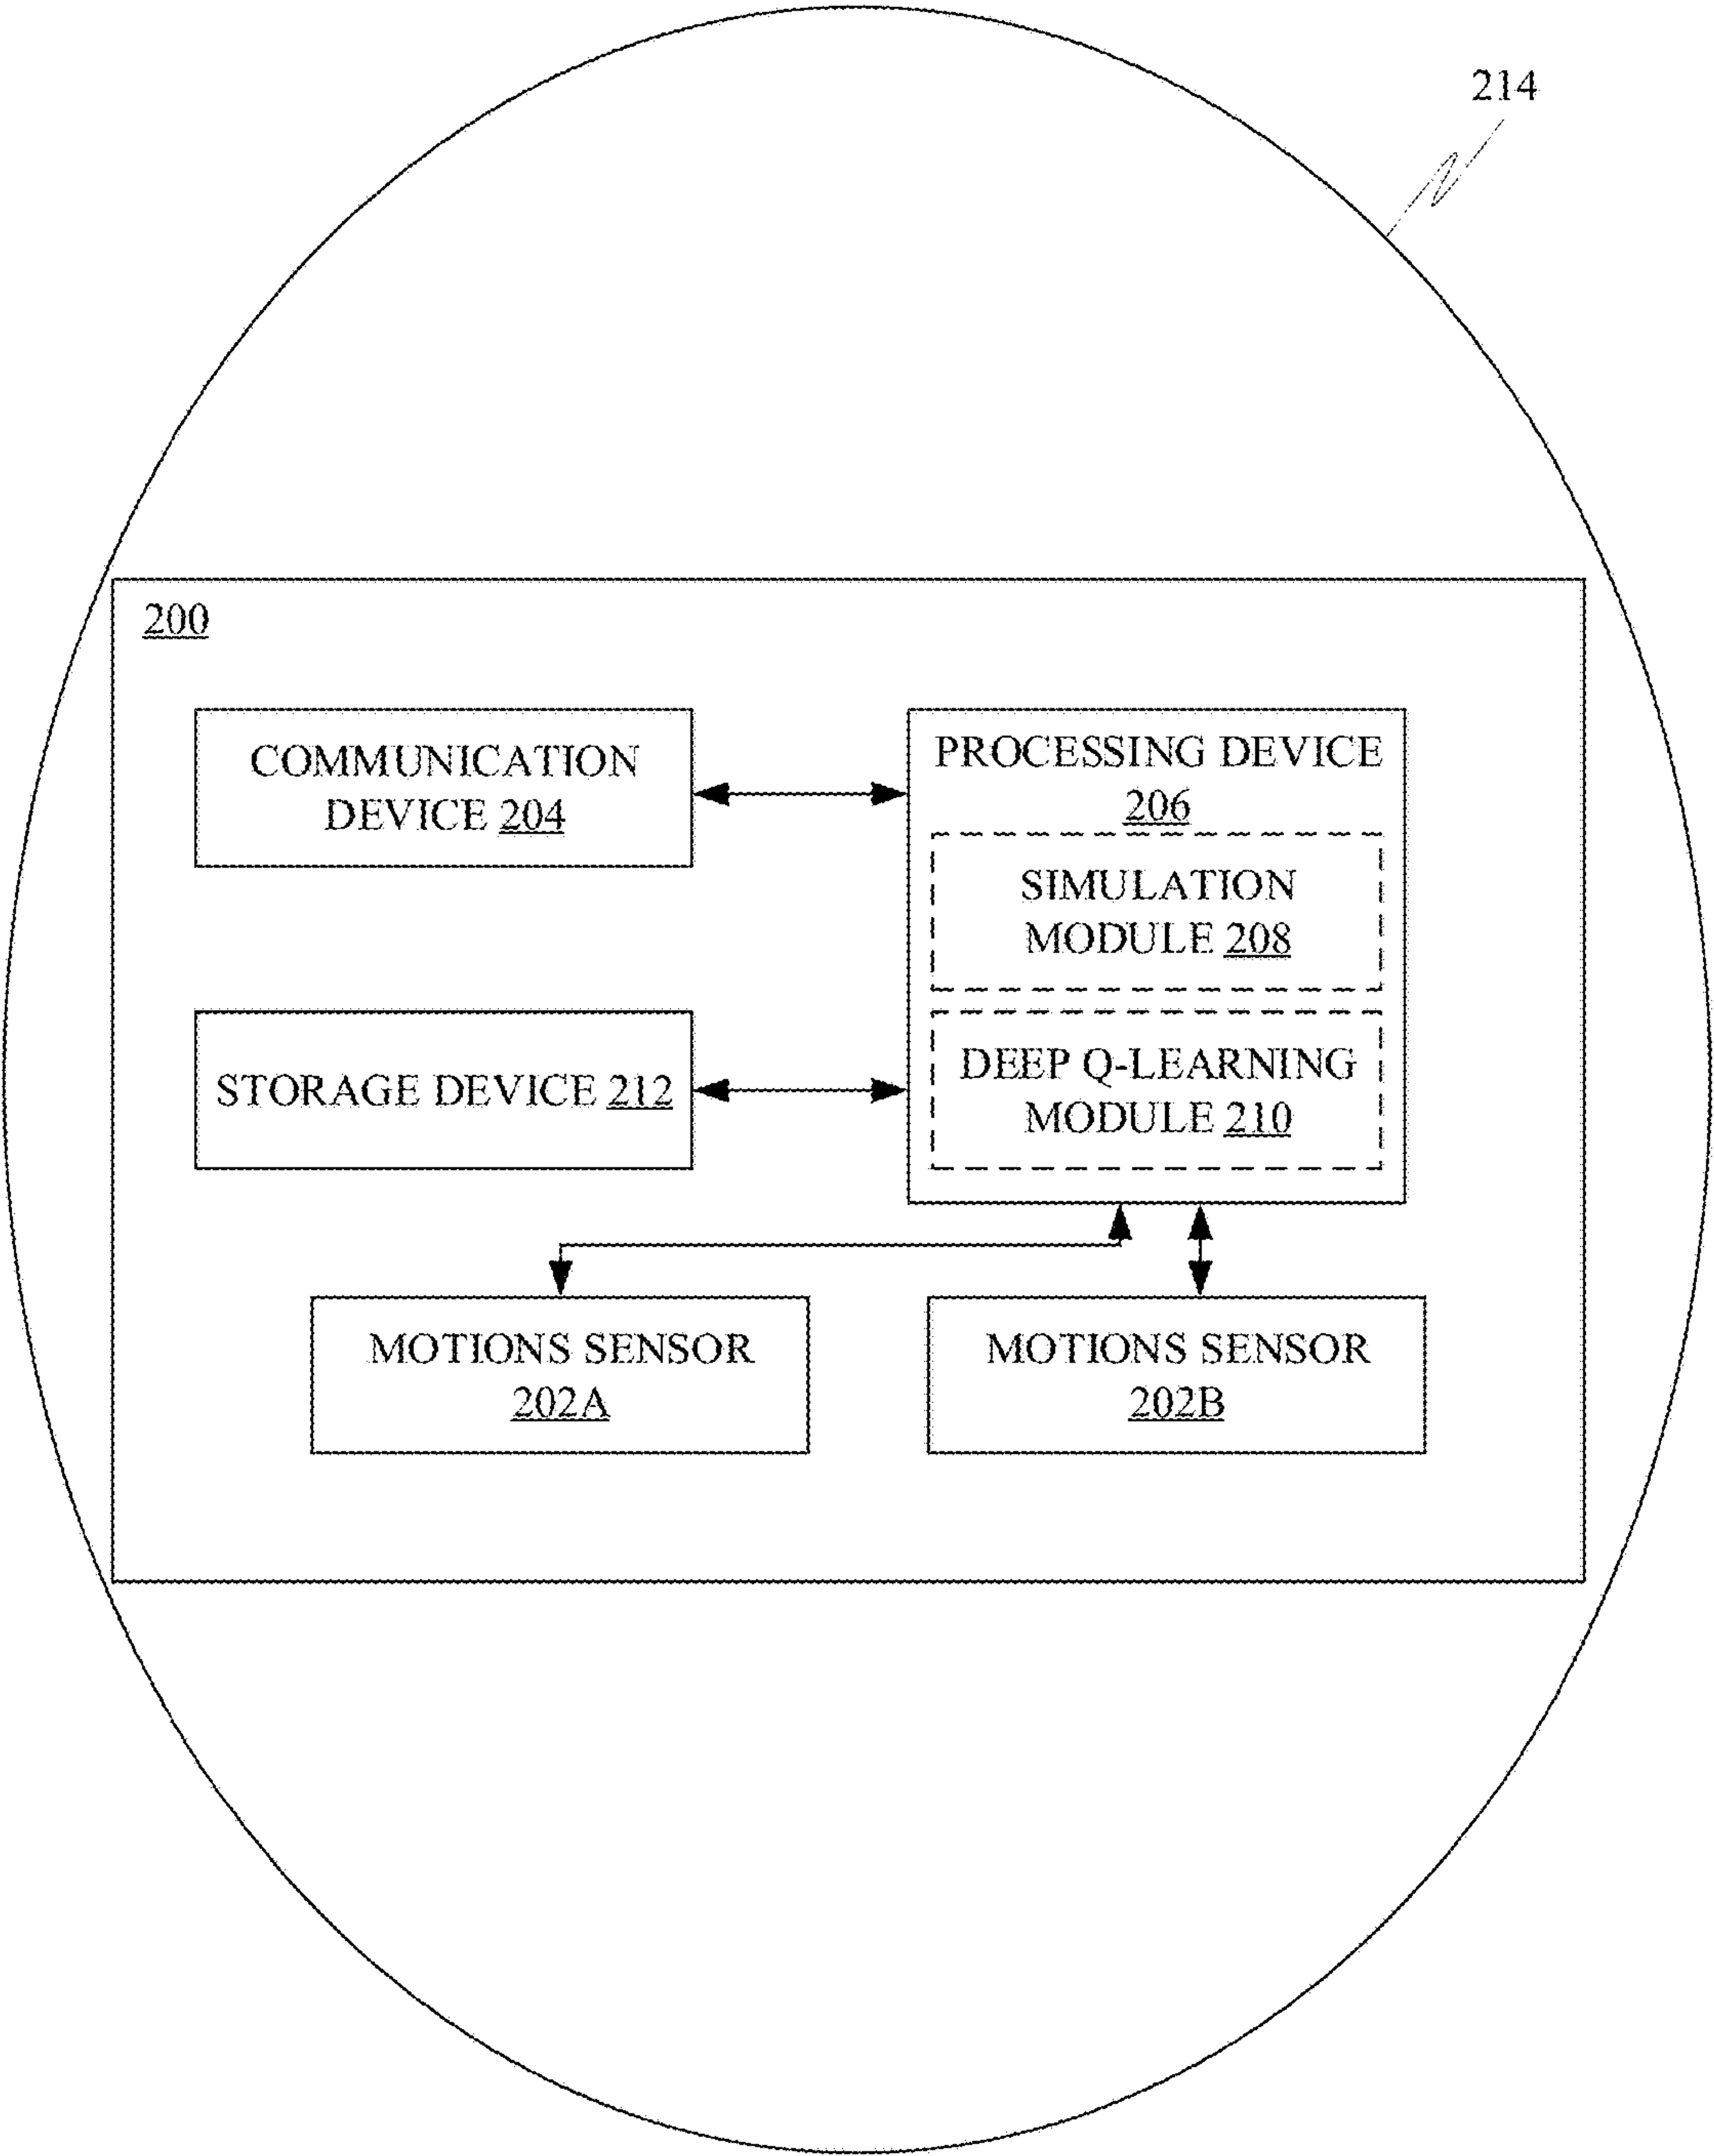 214
200
COMMUNICATION
DEVICE 204
PROCESSING DEVICE
206
SIMULATION
MODULE 208
STORAGE DEVICE 212
DEEP Q-LEARNING
MODULE 210
MOTIONS SENSOR
202A
MOTIONS SENSOR
202B